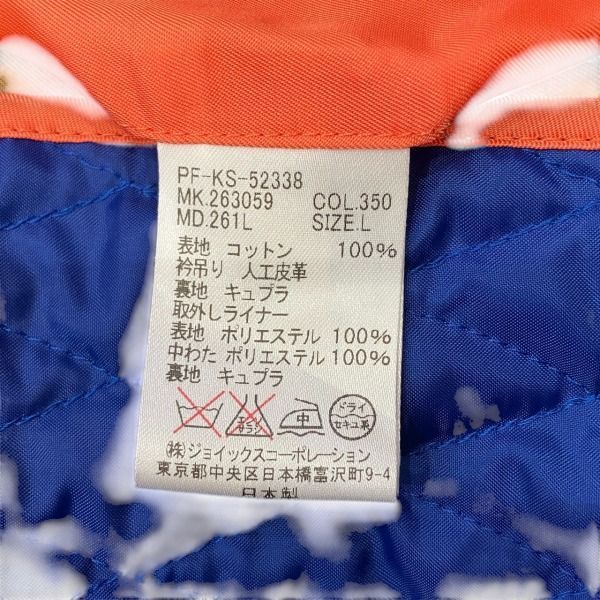 PF-KS-52338
MK.263059 COL.350
MD.261L SIZE.L
表地 コットン 100%
衿吊り 人工皮革
裏地 キュプラ
取外しライナー
表地 ポリエステル 100%
中わた ポリエステル 100%
裏地 キュプラ
中 ドライ
セキユ系
㈱ジョイックスコーポレーション
東京都中央区日本橋富沢町9-4
日本製